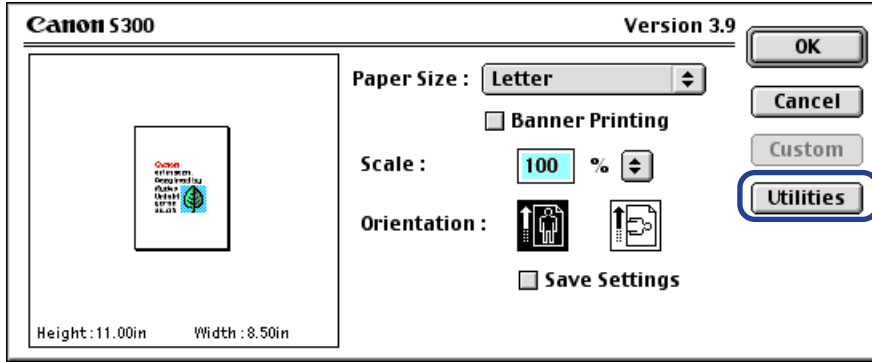 Canon S300 Version 3.9
OK
Paper Size : Letter
Cancel
Banner Printing
Custom
Scale : 100 %
Utilities
Orientation :
Save Settings
Height:11.00in Width:8.50in